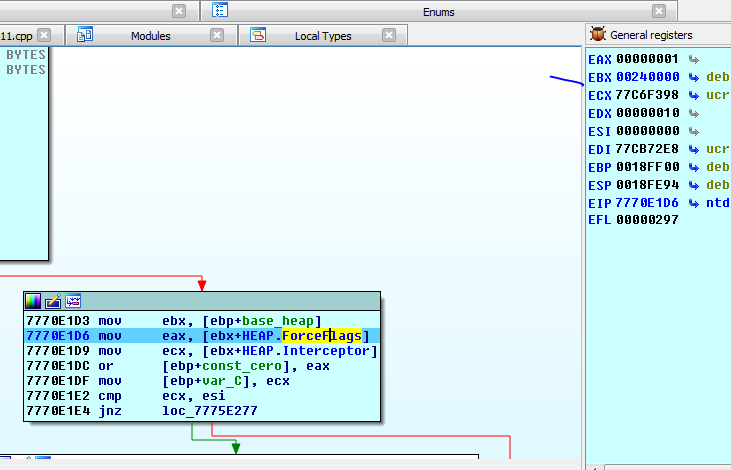 Enums
11.cpp Modules Local Types General registers
BYTES
BYTES
EAX 00000001
EBX 00240000 deb
ECX 77C6F398 ucr
EDX 00000010
ESI 00000000
EDI 77CB72E8 ucr
EBP 0018FF00 deb
ESP 0018FE94 deb
EIP 7770E1D6 ntd
EFL 00000297
7770E1D3 mov ebx, [ebp+base_heap]
7770E1D6 mov eax, [ebx+HEAP.ForceFlags]
7770E1D9 mov ecx, [ebx+HEAP.Interceptor]
7770E1DC or [ebp+const_cero], eax
7770E1DF mov [ebp+var_C], ecx
7770E1E2 cmp ecx, esi
7770E1E4 jnz loc_7775E277